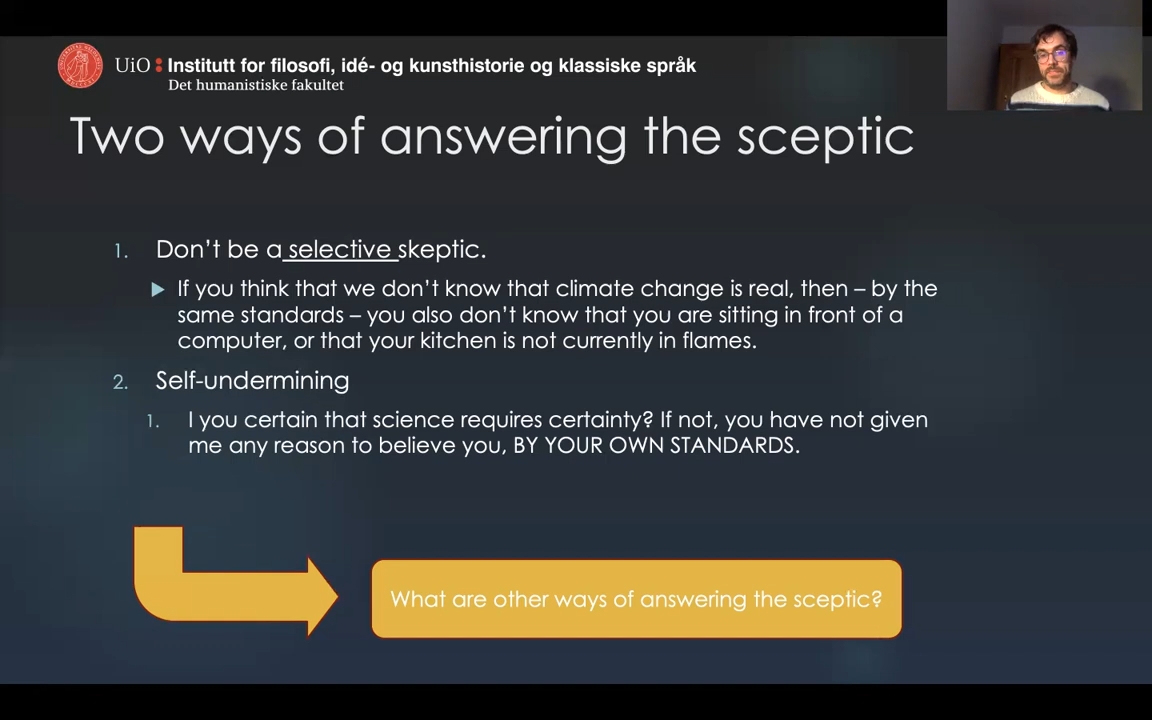 UiO : Institutt for filosofi, idé- og kunsthistorie og klassiske språk
Det humanistiske fakultet
Two ways of answering the sceptic
1. Don't be a selective skeptic.
If you think that we don't know that climate change is real, then – by the
same standards – you also don't know that you are sitting in front of a
computer, or that your kitchen is not currently in flames.
2. Self-undermining
1. I you certain that science requires certainty? If not, you have not given
me any reason to believe you, BY YOUR OWN STANDARDS.
What are other ways of answering the sceptic?